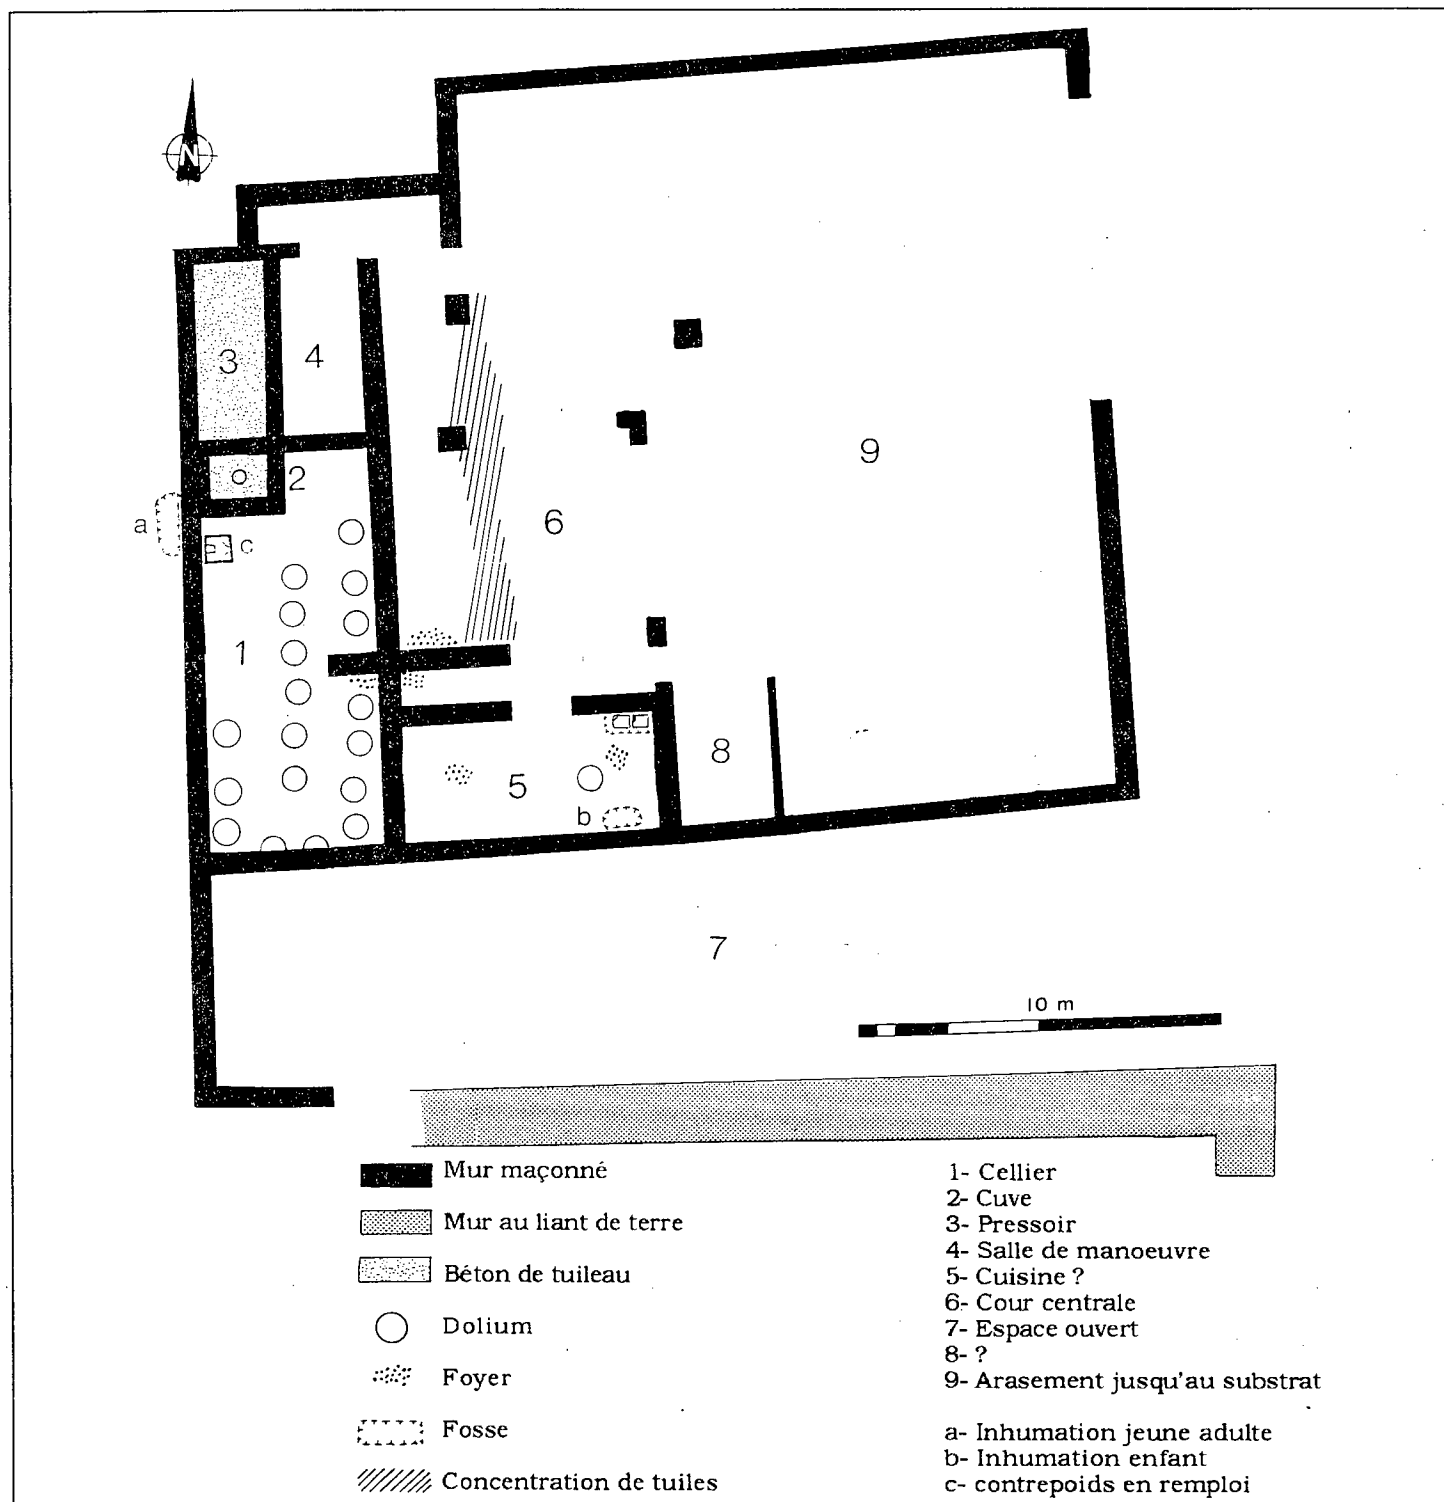 N
3
4
2
9
a
c
6
1
8
5
b
7
10 m
Mur maçonné
Mur au liant de terre
Béton de tuileau
Dolium
Foyer
Fosse
Concentration de tuiles
1- Cellier
2- Cuve
3- Pressoir
4- Salle de manoeuvre
5- Cuisine ?
6- Cour centrale
7- Espace ouvert
8- ?
9- Arasement jusqu'au substrat
a- Inhumation jeune adulte
b- Inhumation enfant
c- contrepoids en remploi